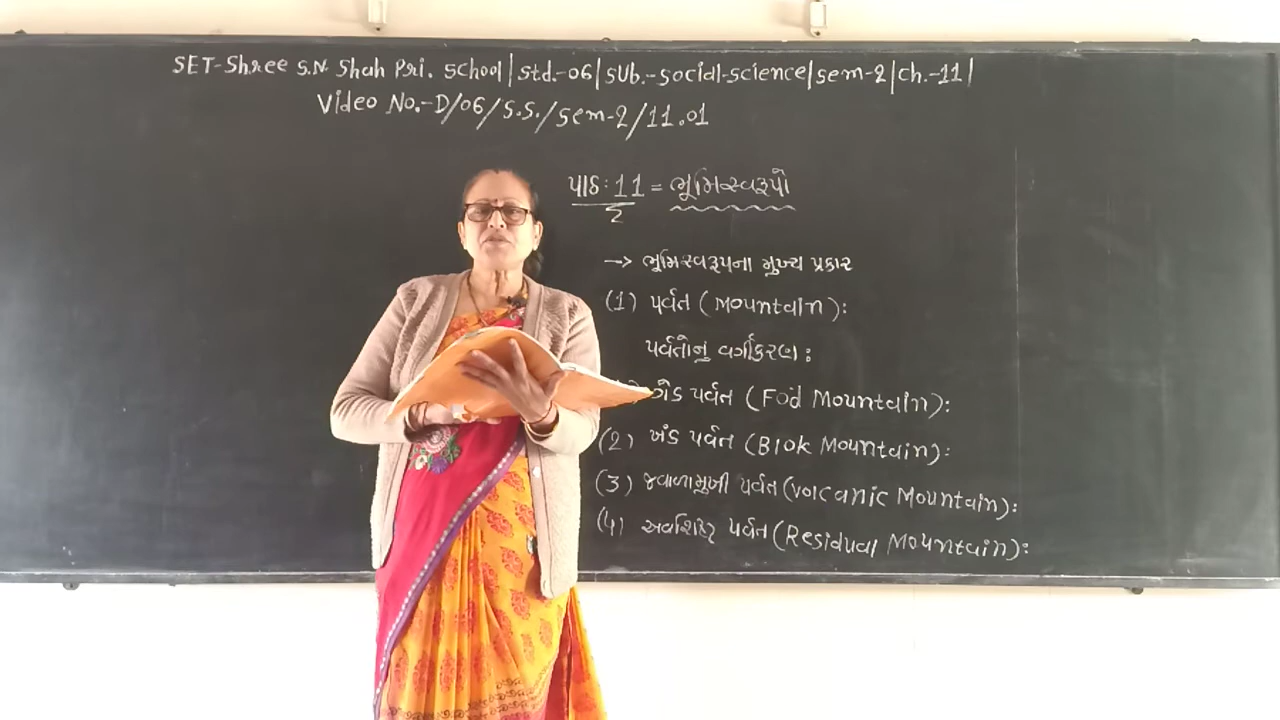 SET-Shree S.N Shah Pri. School|Std.-06|SUb.-Social-Science|Sem-2|Ch.-11|
Video No.-D/06/S.S./Sem-2/11.01
પાઠ:11 = ભૂમિસ્વરૂપો
→ ભૂમિસ્વરૂપના મુખ્ય પ્રકાર
(1) પર્વત (Mountain):
પર્વતોનું વર્ગીકરણ:
ગેડ પર્વત (Fod Mountain):
(2) ખંડ પર્વત (Blok Mountain):
(3) જવાળામુખી પર્વત (Volcanic Mountain):
(4) અવશિષ્ટ પર્વત (Residual Mountain):